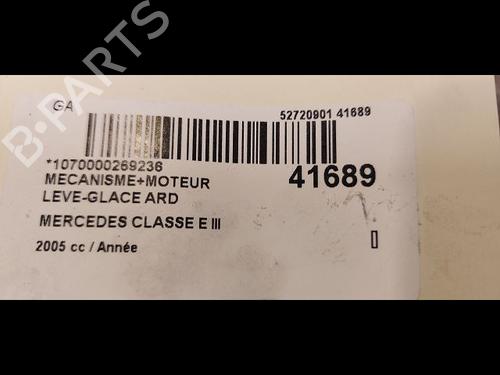 GA
52720901 41689
*1070000269236
41689
MECANISME+MOTEUR
LEVE-GLACE ARD
MERCEDES CLASSE E III
2005 cc / Année
B-PARTS